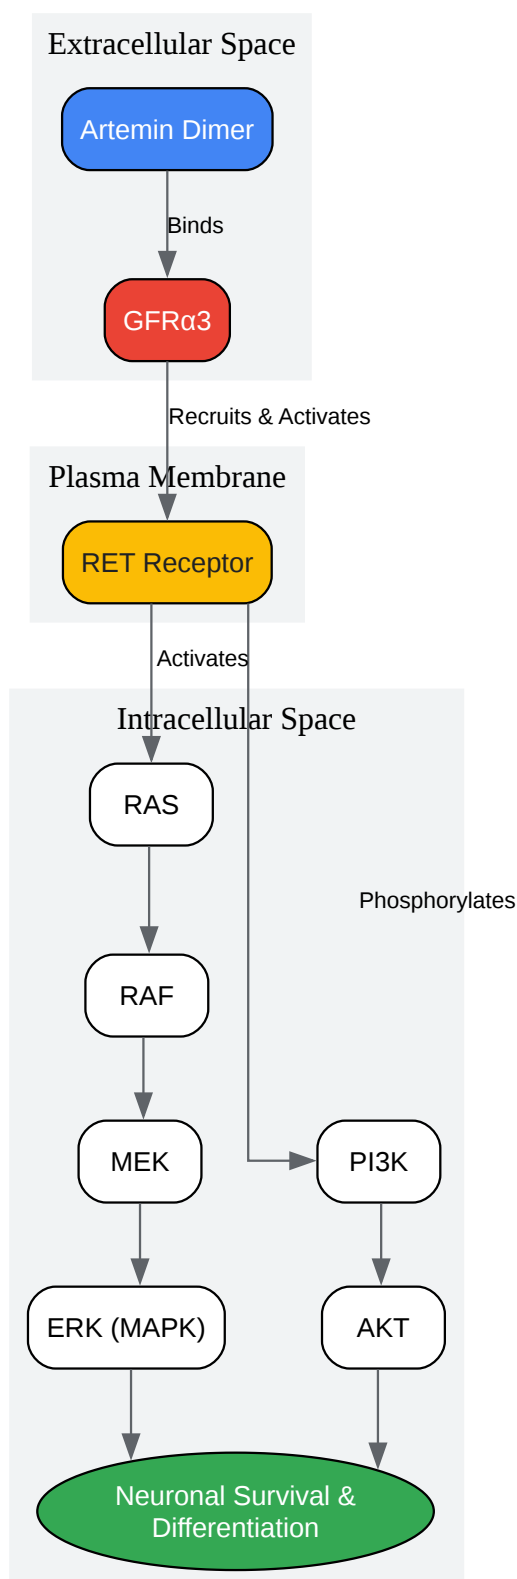 Extracellular Space
Artemin Dimer
Binds
GFRα3
Recruits & Activates
Plasma Membrane
RET Receptor
Activates
Intracellular Space
RAS
Phosphorylates
RAF
MEK
PI3K
ERK (MAPK)
AKT
Neuronal Survival &
Differentiation